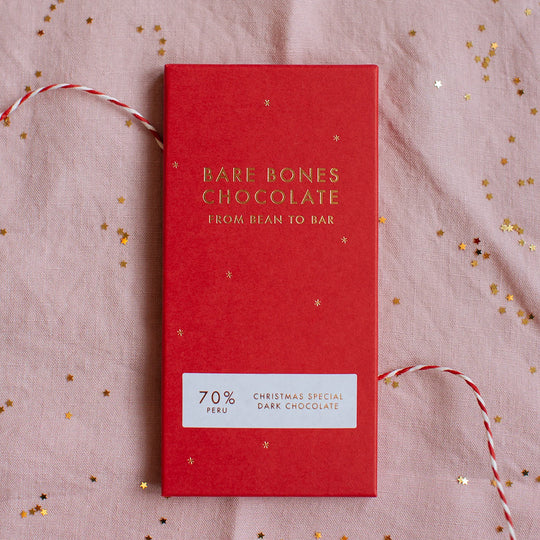 BARE BONES
CHOCOLATE
FROM BEAN TO BAR
70%
PERU
CHRISTMAS SPECIAL
DARK CHOCOLATE